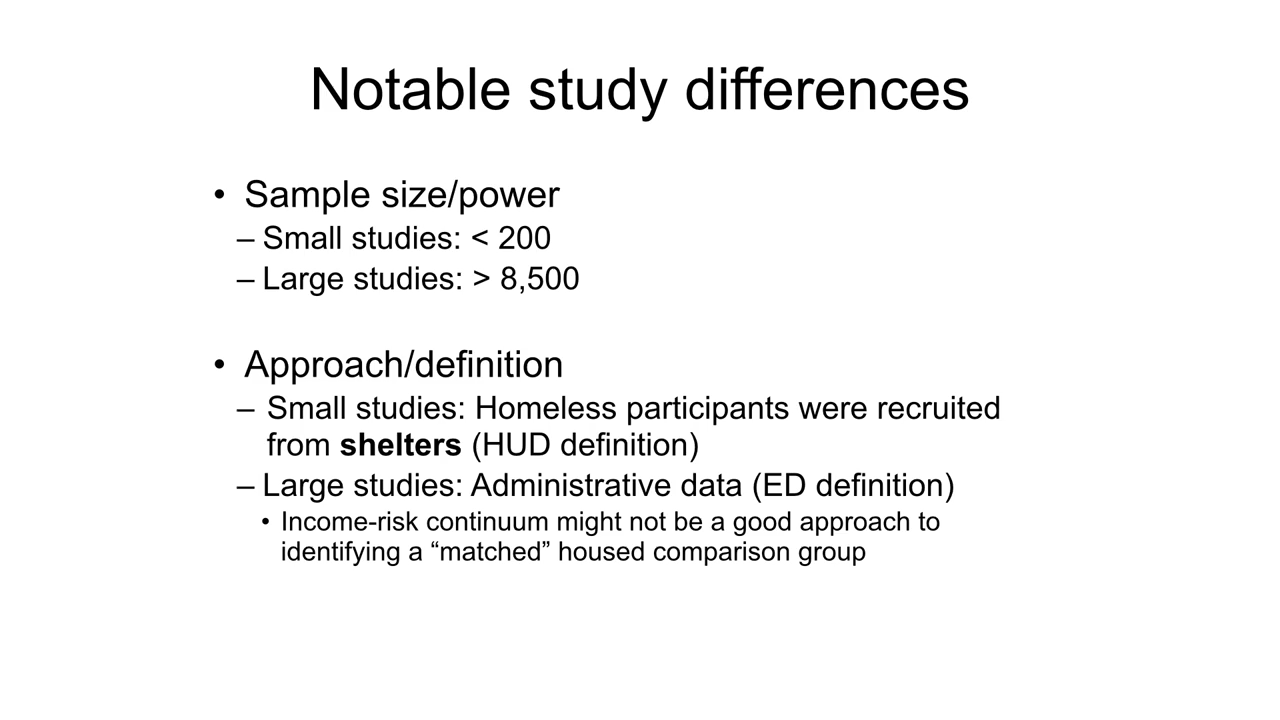 Notable study differences
• Sample size/power
– Small studies: < 200
– Large studies: > 8,500
• Approach/definition
– Small studies: Homeless participants were recruited
from shelters (HUD definition)
– Large studies: Administrative data (ED definition)
• Income-risk continuum might not be a good approach to
identifying a “matched” housed comparison group